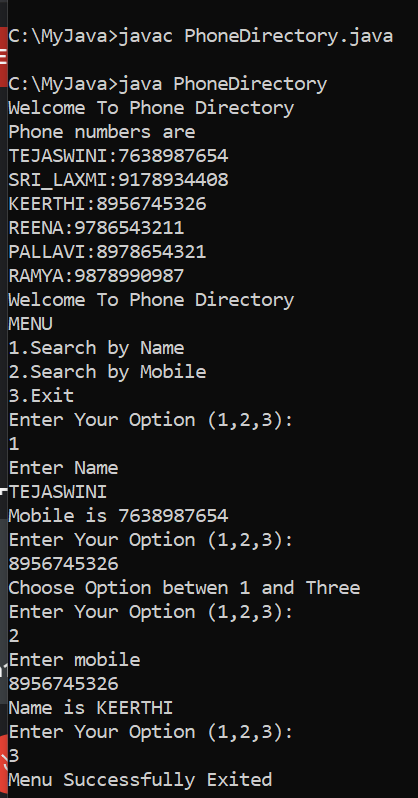 C:\MyJava>javac PhoneDirectory.java
C:\MyJava>java PhoneDirectory
Welcome To Phone Directory
Phone numbers are
TEJASWINI:7638987654
SRI_LAXMI:9178934408
KEERTHI:8956745326
REENA:9786543211
PALLAVI:8978654321
RAMYA:9878990987
Welcome To Phone Directory
MENU
1.Search by Name
2.Search by Mobile
3.Exit
Enter Your Option (1,2,3):
1
Enter Name
TEJASWINI
Mobile is 7638987654
Enter Your Option (1,2,3):
8956745326
Choose Option betwen 1 and Three
Enter Your Option (1,2,3):
2
Enter mobile
8956745326
Name is KEERTHI
Enter Your Option (1,2,3):
3
Menu Successfully Exited